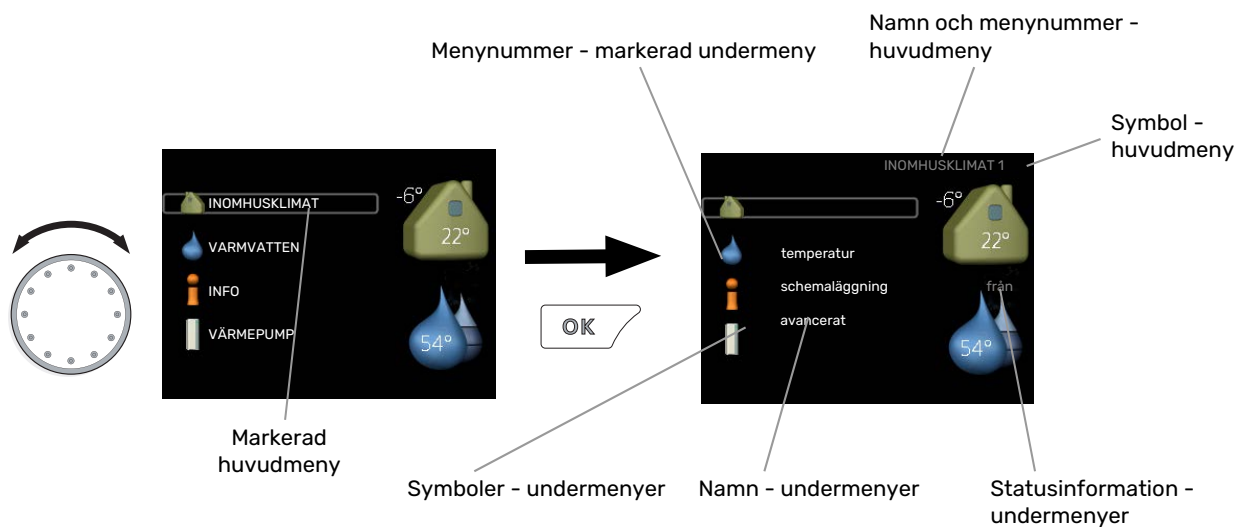 Namn och menynummer -
huvudmeny
Menynummer - markerad undermeny
Symbol -
huvudmeny
INOMHUSKLIMAT
VARMVATTEN
INFO
VÄRMEPUMP
-6°
22°
54°
OK
INOMHUSKLIMAT 1
temperatur
schemaläggning
avancerat
-6°
22°
från
54°
Markerad
huvudmeny
Symboler - undermenyer
Namn - undermenyer
Statusinformation -
undermenyer